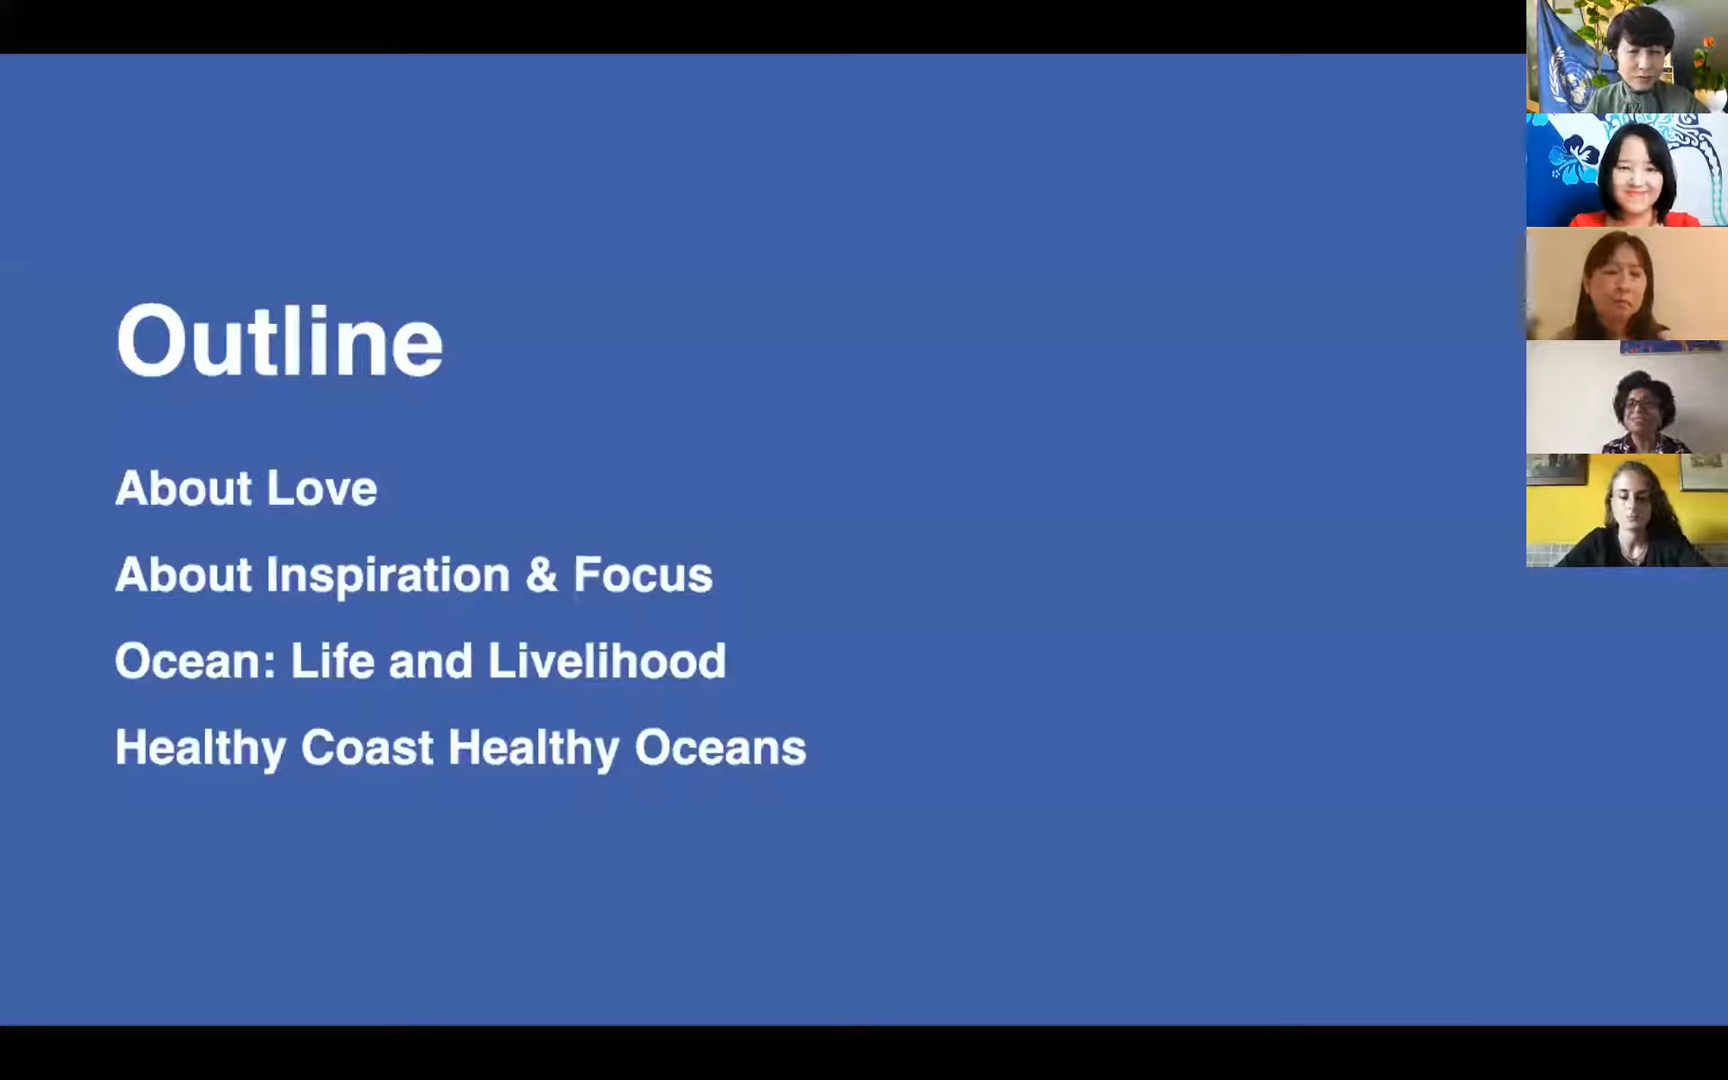 Outline
About Love
About Inspiration & Focus
Ocean: Life and Livelihood
Healthy Coast Healthy Oceans